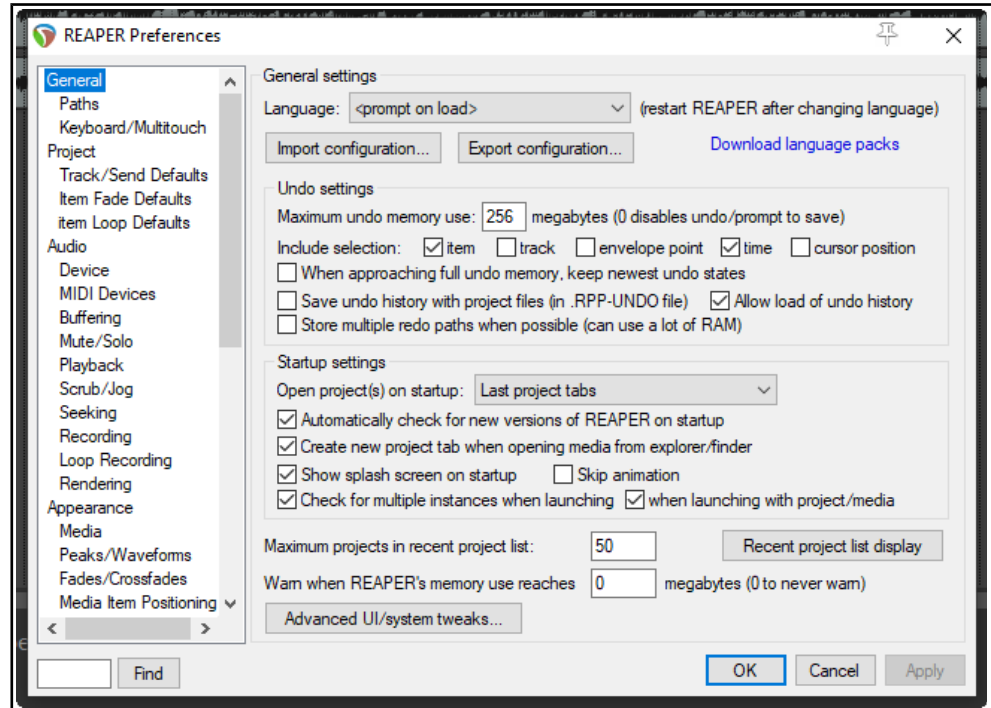 REAPER Preferences
General
Paths
Keyboard/Multitouch
Project
Track/Send Defaults
Item Fade Defaults
item Loop Defaults
Audio
Device
MIDI Devices
Buffering
Mute/Solo
Playback
Scrub/Jog
Seeking
Recording
Loop Recording
Rendering
Appearance
Media
Peaks/Waveforms
Fades/Crossfades
Media Item Positioning
Find
General settings
Language: <prompt on load> (restart REAPER after changing language)
Import configuration... Export configuration... Download language packs
Undo settings
Maximum undo memory use: 256 megabytes (0 disables undo/prompt to save)
Include selection: item track envelope point time cursor position
When approaching full undo memory, keep newest undo states
Save undo history with project files (in .RPP-UNDO file) Allow load of undo history
Store multiple redo paths when possible (can use a lot of RAM)
Startup settings
Open project(s) on startup: Last project tabs
Automatically check for new versions of REAPER on startup
Create new project tab when opening media from explorer/finder
Show splash screen on startup Skip animation
Check for multiple instances when launching when launching with project/media
Maximum projects in recent project list: 50 Recent project list display
Warn when REAPER's memory use reaches 0 megabytes (0 to never warn)
Advanced UI/system tweaks...
OK Cancel Apply